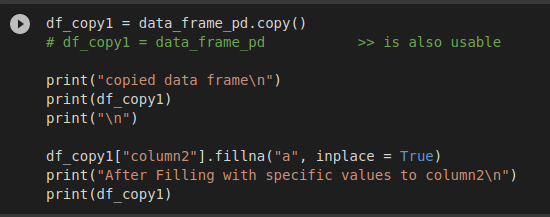 df_copy1 = data_frame_pd.copy()
# df_copy1 = data_frame_pd          >> is also usable
print("copied data frame\n")
print(df_copy1)
print("\n")
df_copy1["column2"].fillna("a", inplace = True)
print("After Filling with specific values to column2\n")
print(df_copy1)